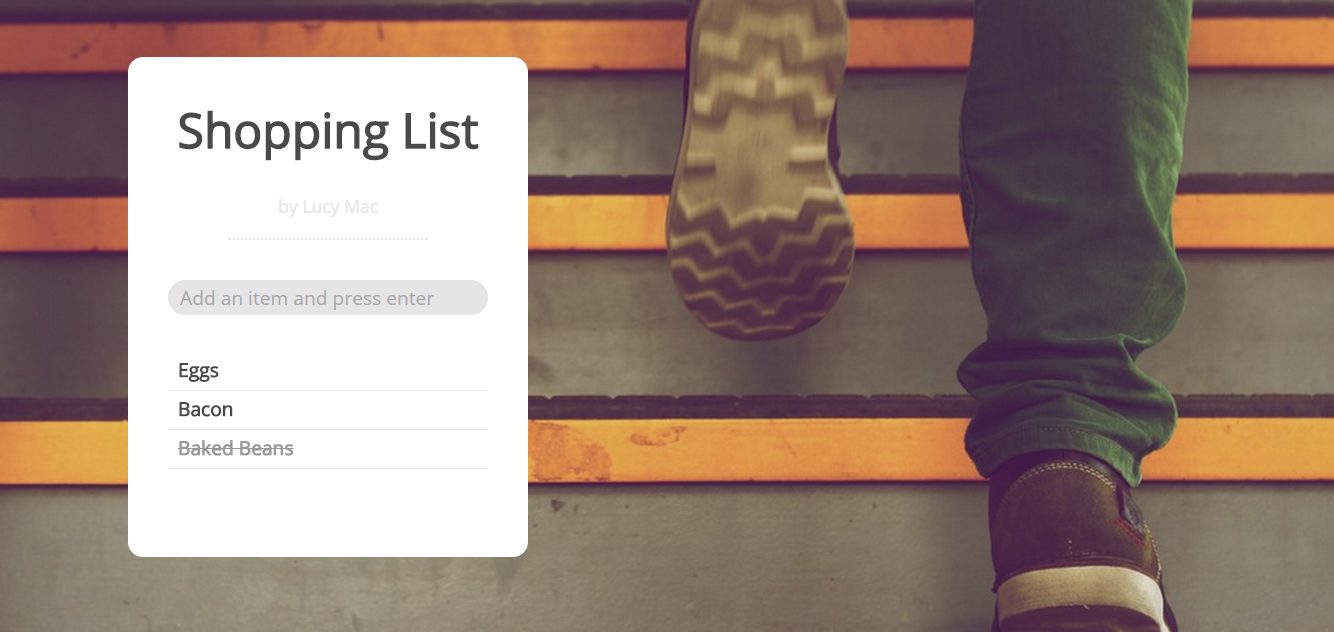 Shopping List
by Lucy Mac
Add an item and press enter
Eggs
Bacon
Baked Beans